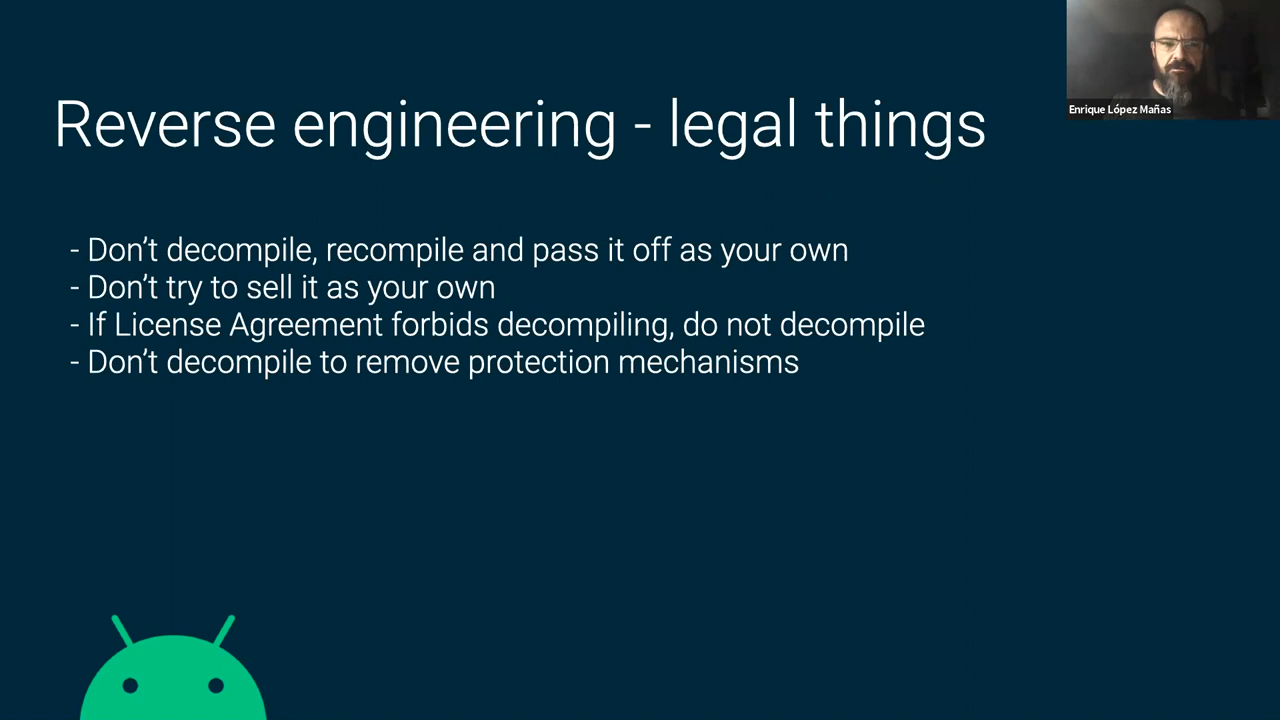 Reverse engineering - legal things
Enrique López Mañas
- Don’t decompile, recompile and pass it off as your own
- Don’t try to sell it as your own
- If License Agreement forbids decompiling, do not decompile
- Don’t decompile to remove protection mechanisms